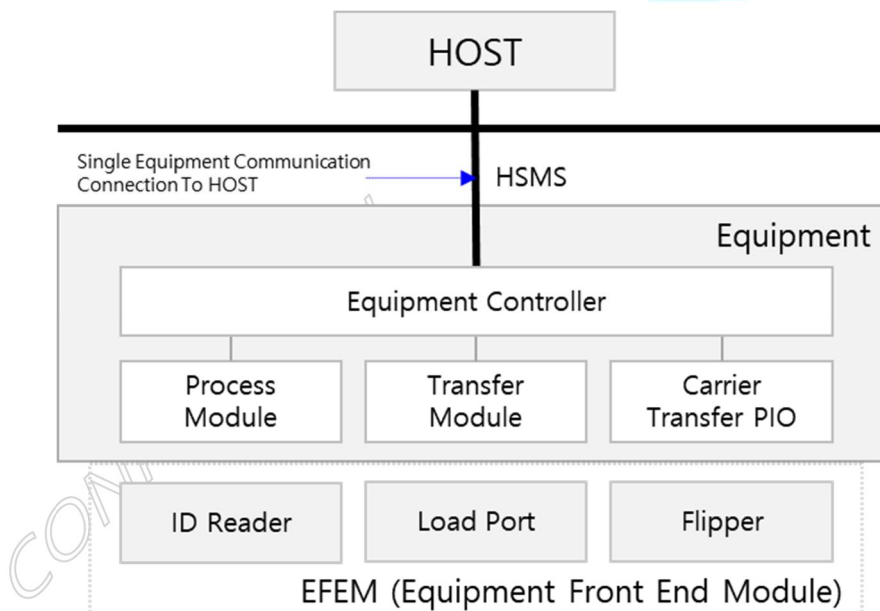 HOST
Single Equipment Communication
Connection To HOST
HSMS
Equipment
Equipment Controller
Process
Module
Transfer
Module
Carrier
Transfer PIO
ID Reader
Load Port
Flipper
EFEM (Equipment Front End Module)